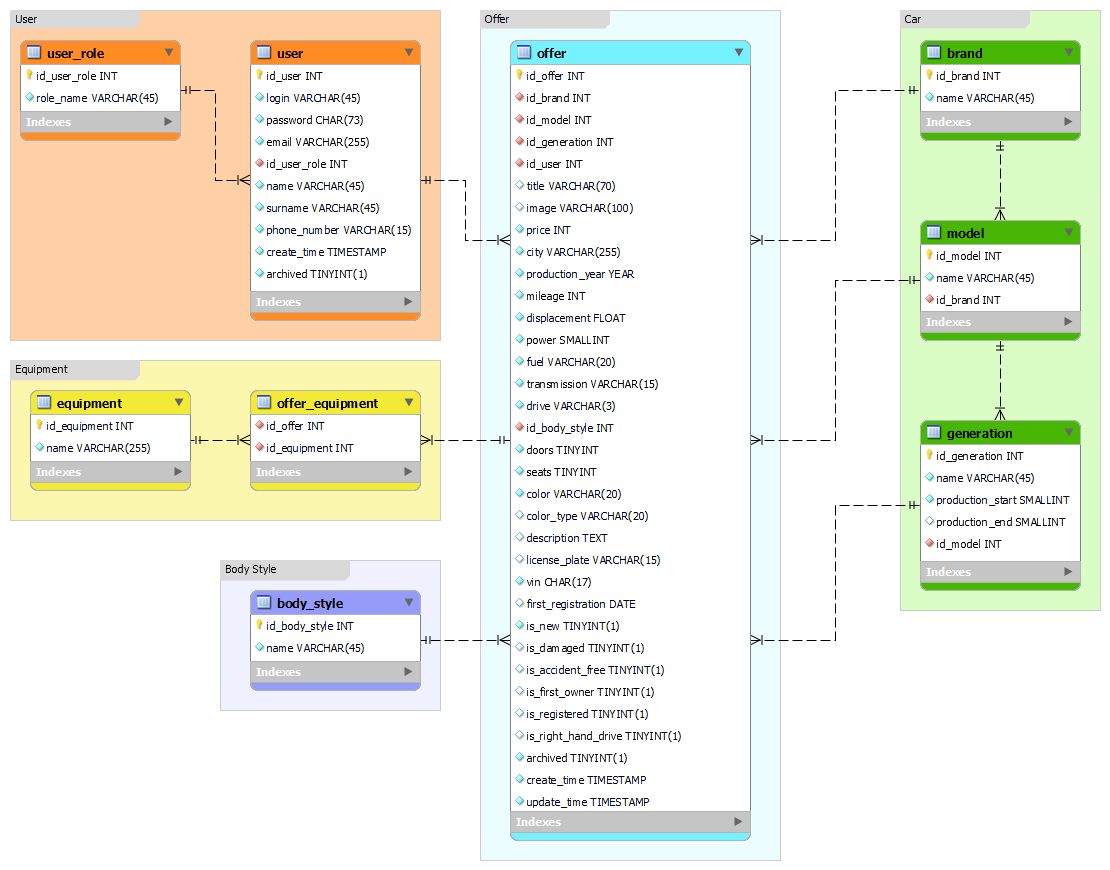 User
user_role
id_user_role INT
role_name VARCHAR(45)
Indexes
user
id_user INT
login VARCHAR(45)
password CHAR(73)
email VARCHAR(255)
id_user_role INT
name VARCHAR(45)
surname VARCHAR(45)
phone_number VARCHAR(15)
create_time TIMESTAMP
archived TINYINT(1)
Indexes
Equipment
equipment
id_equipment INT
name VARCHAR(255)
Indexes
offer_equipment
id_offer INT
id_equipment INT
Indexes
Body Style
body_style
id_body_style INT
name VARCHAR(45)
Indexes
Offer
offer
id_offer INT
id_brand INT
id_model INT
id_generation INT
id_user INT
title VARCHAR(70)
image VARCHAR(100)
price INT
city VARCHAR(255)
production_year YEAR
mileage INT
displacement FLOAT
power SMALLINT
fuel VARCHAR(20)
transmission VARCHAR(15)
drive VARCHAR(3)
id_body_style INT
doors TINYINT
seats TINYINT
color VARCHAR(20)
color_type VARCHAR(20)
description TEXT
license_plate VARCHAR(15)
vin CHAR(17)
first_registration DATE
is_new TINYINT(1)
is_damaged TINYINT(1)
is_accident_free TINYINT(1)
is_first_owner TINYINT(1)
is_registered TINYINT(1)
is_right_hand_drive TINYINT(1)
archived TINYINT(1)
create_time TIMESTAMP
update_time TIMESTAMP
Indexes
Car
brand
id_brand INT
name VARCHAR(45)
Indexes
model
id_model INT
name VARCHAR(45)
id_brand INT
Indexes
generation
id_generation INT
name VARCHAR(45)
production_start SMALLINT
production_end SMALLINT
id_model INT
Indexes